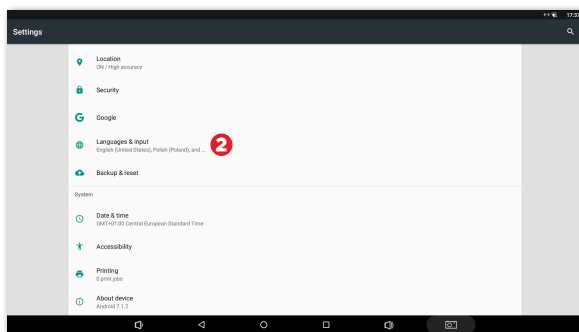 17:37
Settings
Location
ON / High accuracy
Security
Google
Languages & input
English (United States), Polish (Poland), and ...
2
Backup & reset
System
Date & time
GMT+01:00 Central European Standard Time
Accessibility
Printing
0 print jobs
About device
Android 7.1.2